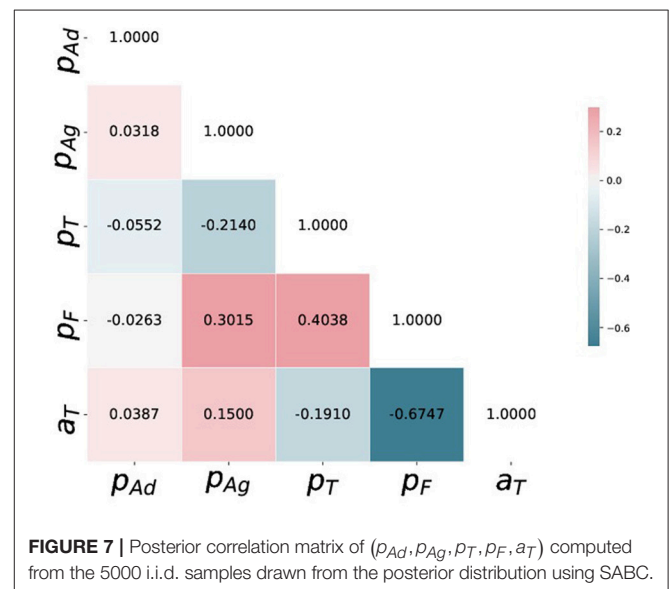 p_Ad 1.0000
p_Ag 0.0318 1.0000
p_T -0.0552 -0.2140 1.0000
p_F -0.0263 0.3015 0.4038 1.0000
a_T 0.0387 0.1500 -0.1910 -0.6747 1.0000
p_Ad p_Ag p_T p_F a_T
0.2
0.0
-0.2
-0.4
-0.6
FIGURE 7 | Posterior correlation matrix of (p_Ad, p_Ag, p_T, p_F, a_T) computed
from the 5000 i.i.d. samples drawn from the posterior distribution using SABC.